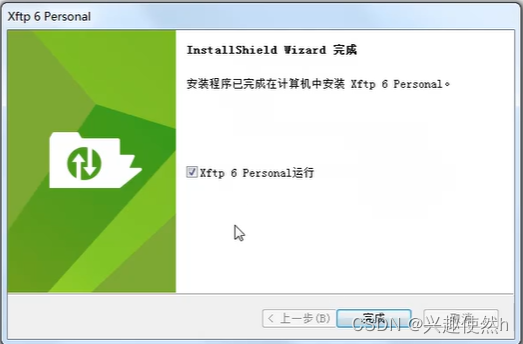 Xftp 6 Personal
InstallShield Wizard 完成
安装程序已完成在计算机中安装 Xftp 6 Personal。
Xftp 6 Personal运行
< 上一步(B)
完成
取消
CSDN @兴趣使然h